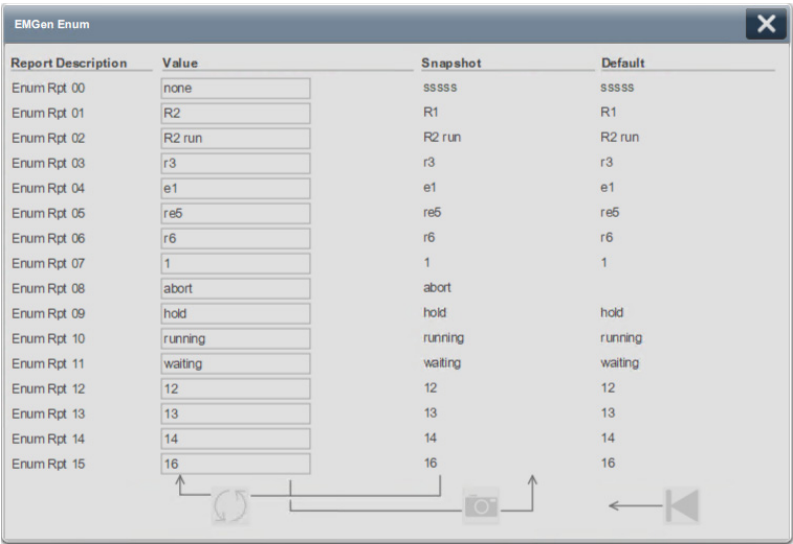 EMGen Enum
Report Description Value Snapshot Default
Enum Rpt 00 none sssss sssss
Enum Rpt 01 R2 R1 R1
Enum Rpt 02 R2 run R2 run R2 run
Enum Rpt 03 r3 r3 r3
Enum Rpt 04 e1 e1 e1
Enum Rpt 05 re5 re5 re5
Enum Rpt 06 r6 r6 r6
Enum Rpt 07 1 1 1
Enum Rpt 08 abort abort
Enum Rpt 09 hold hold hold
Enum Rpt 10 running running running
Enum Rpt 11 waiting waiting waiting
Enum Rpt 12 12 12 12
Enum Rpt 13 13 13 13
Enum Rpt 14 14 14 14
Enum Rpt 15 16 16 16